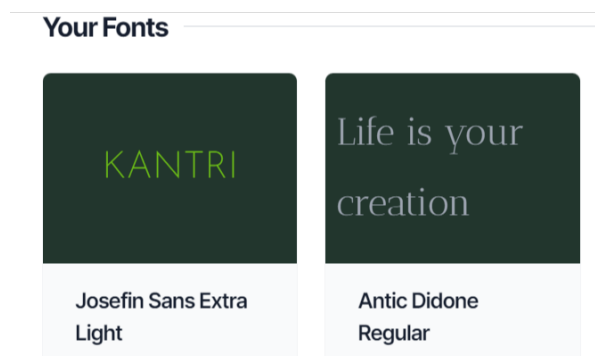 Your Fonts
KANTRI
Life is your
creation
Josefin Sans Extra
Light
Antic Didone
Regular